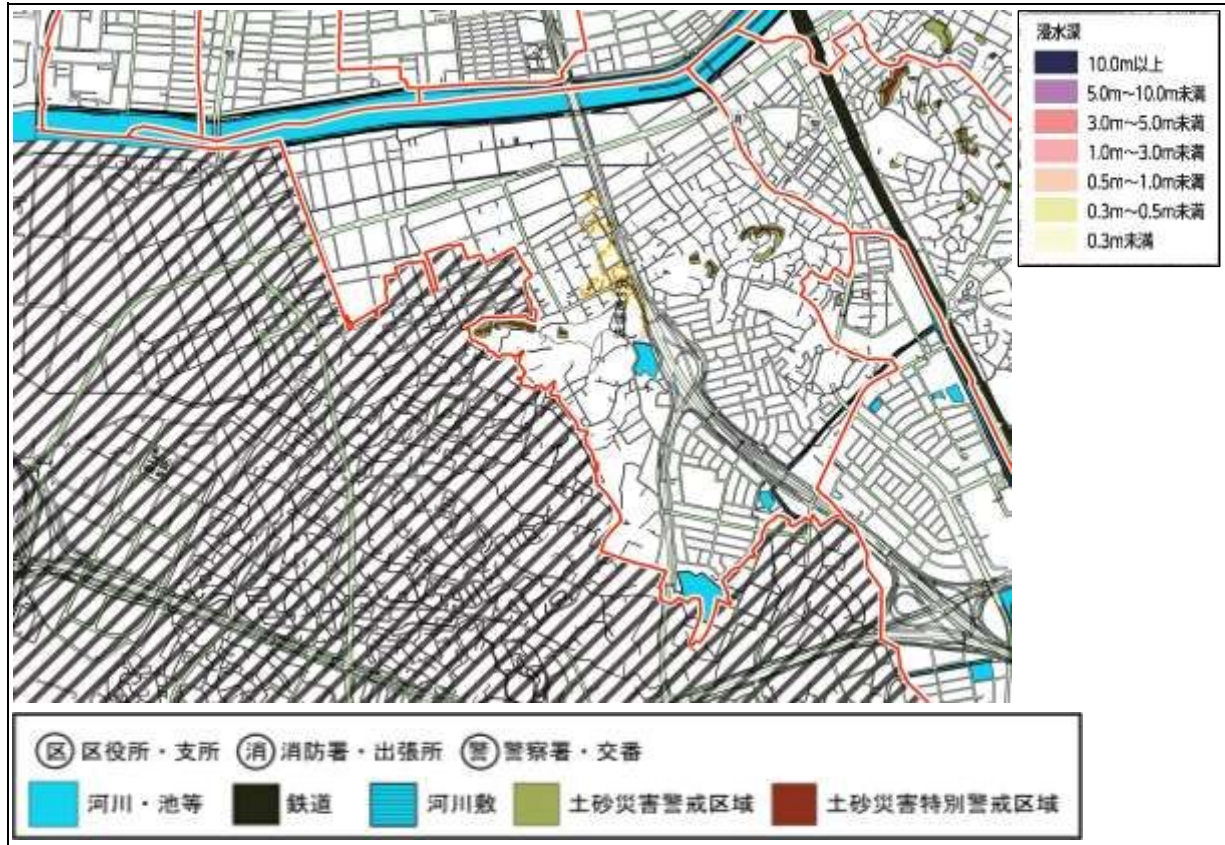 浸水深
10.0m以上
5.0m～10.0m未満
3.0m～5.0m未満
1.0m～3.0m未満
0.5m～1.0m未満
0.3m～0.5m未満
0.3m未満
区 区役所・支所 消 消防署・出張所 警 警察署・交番
河川・池等 鉄道 河川敷 土砂災害警戒区域 土砂災害特別警戒区域